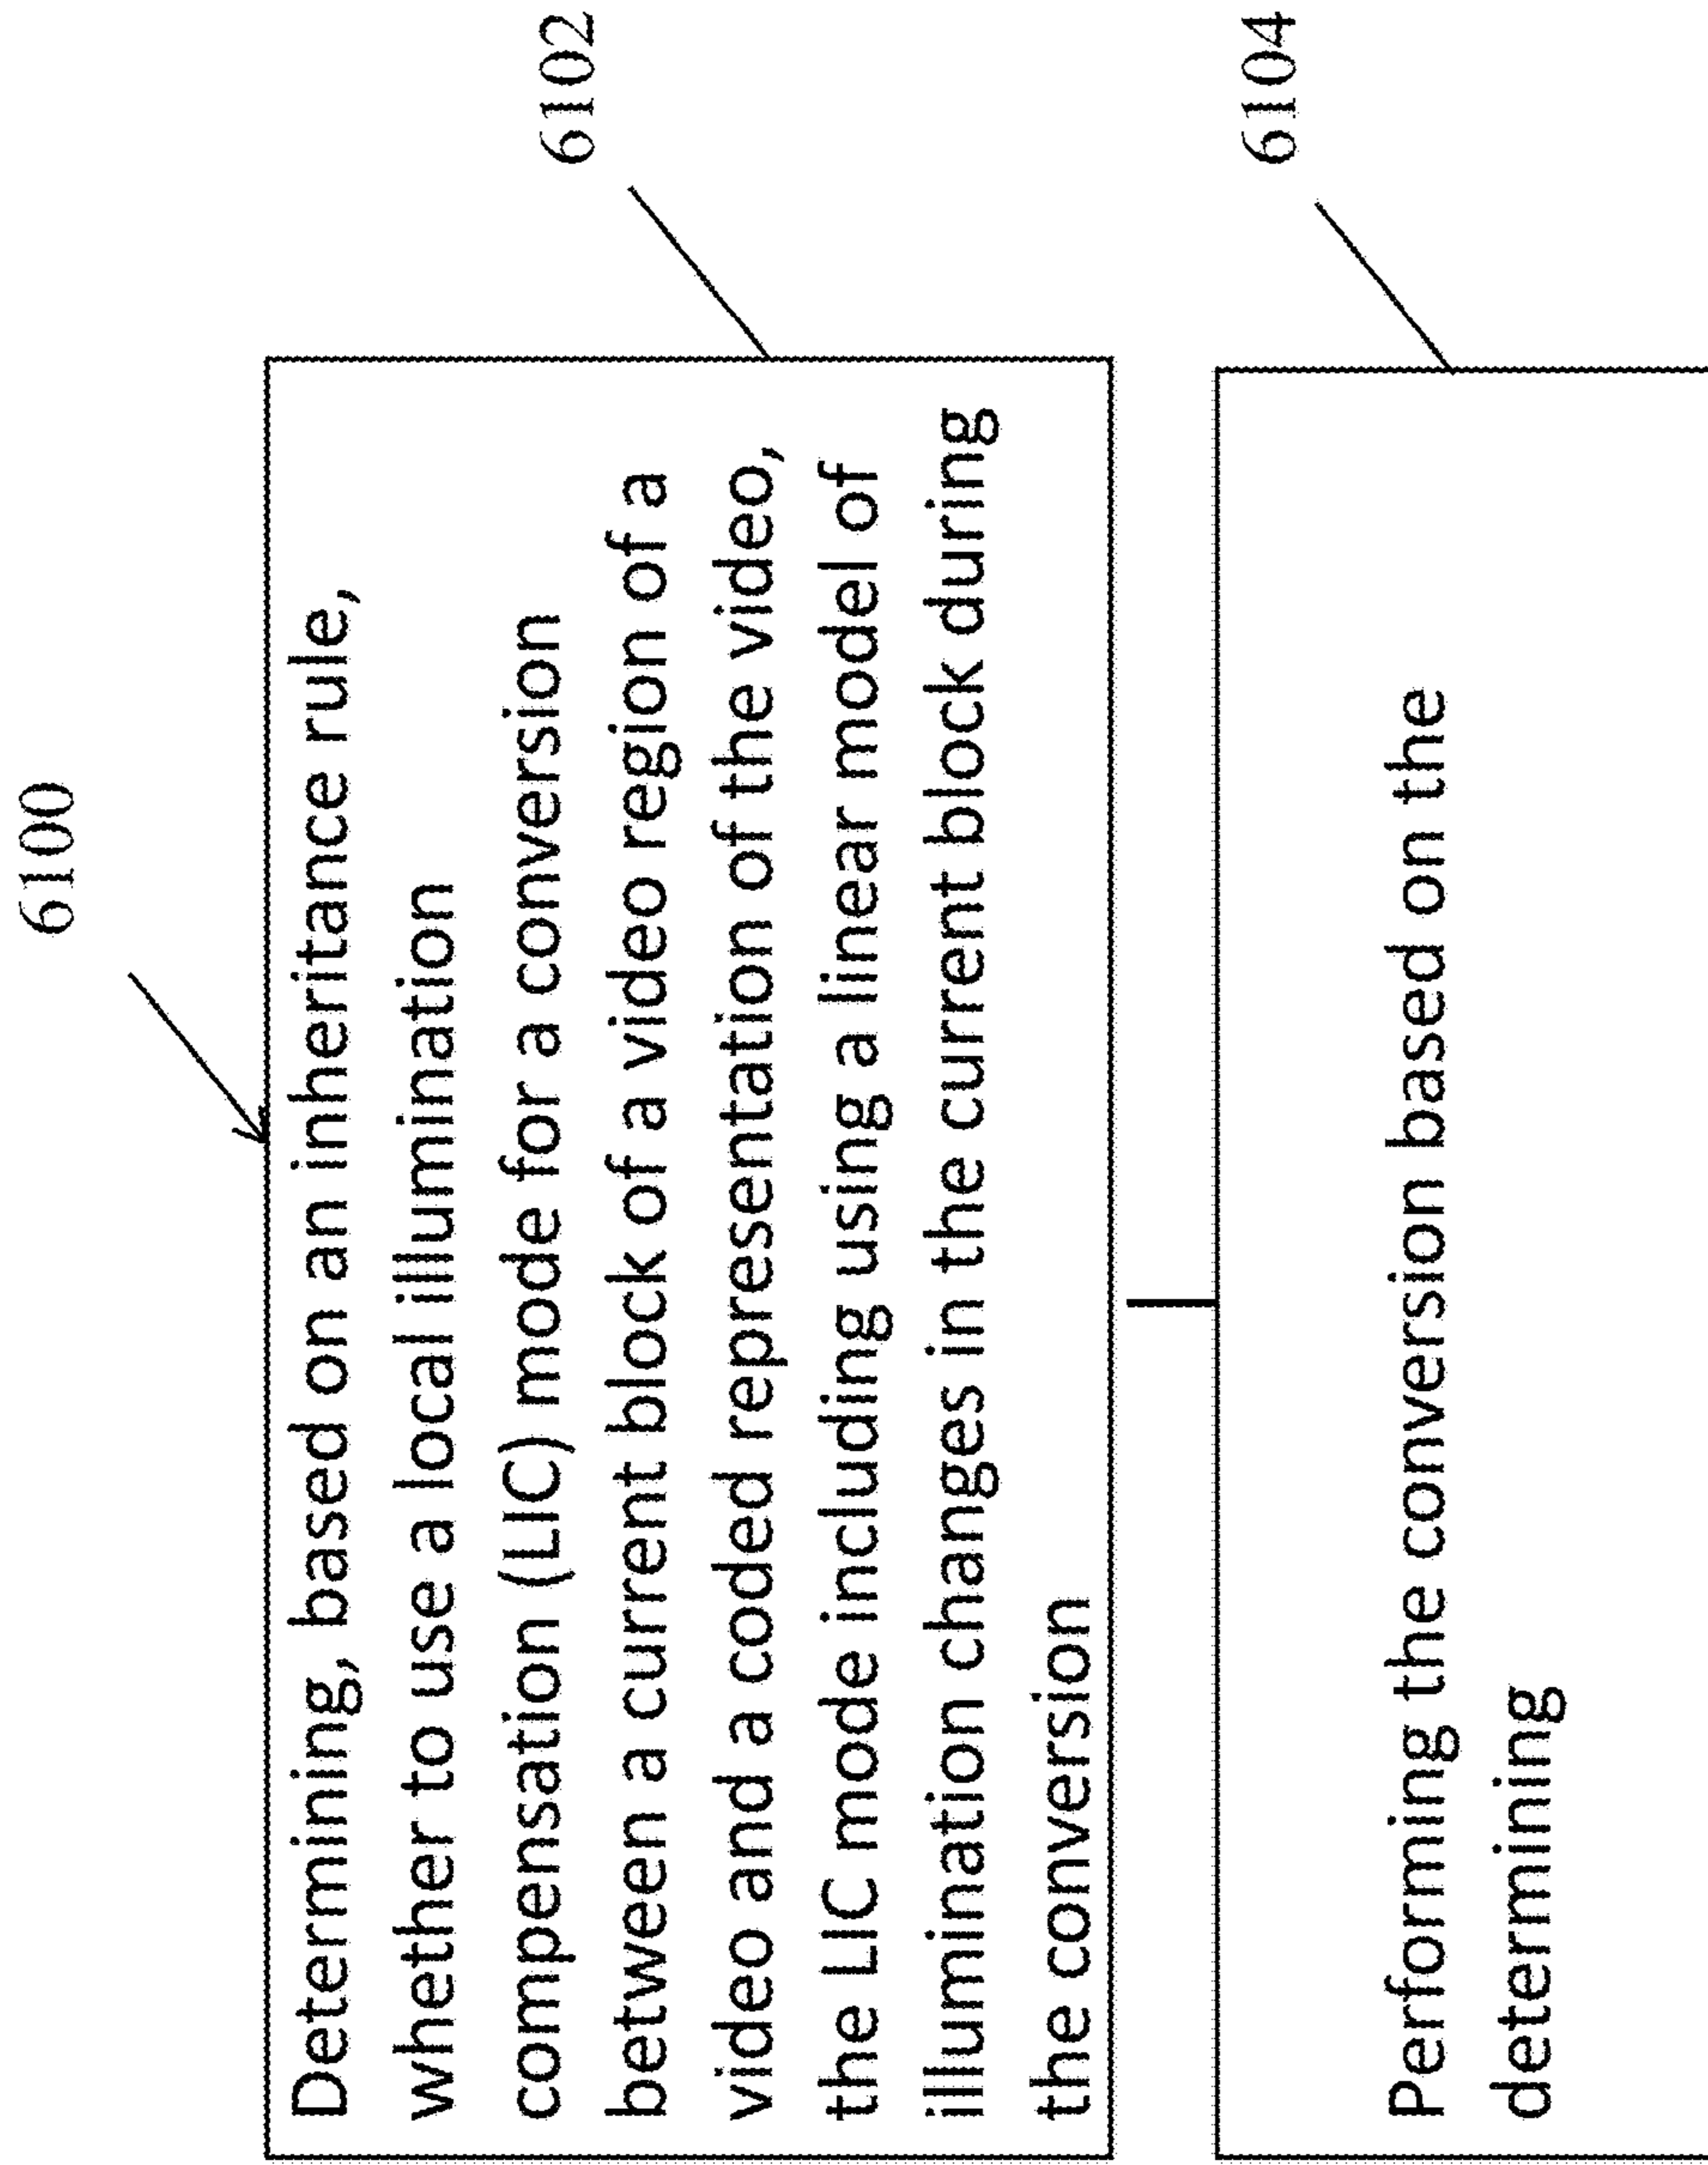 6100
Determining, based on an inheritance rule,
whether to use a local illumination
compensation (LIC) mode for a conversion
between a current block of a video region of a
video and a coded representation of the video,
the LIC mode including using a linear model of
illumination changes in the current block during
the conversion
6102
Performing the conversion based on the
determining
6104